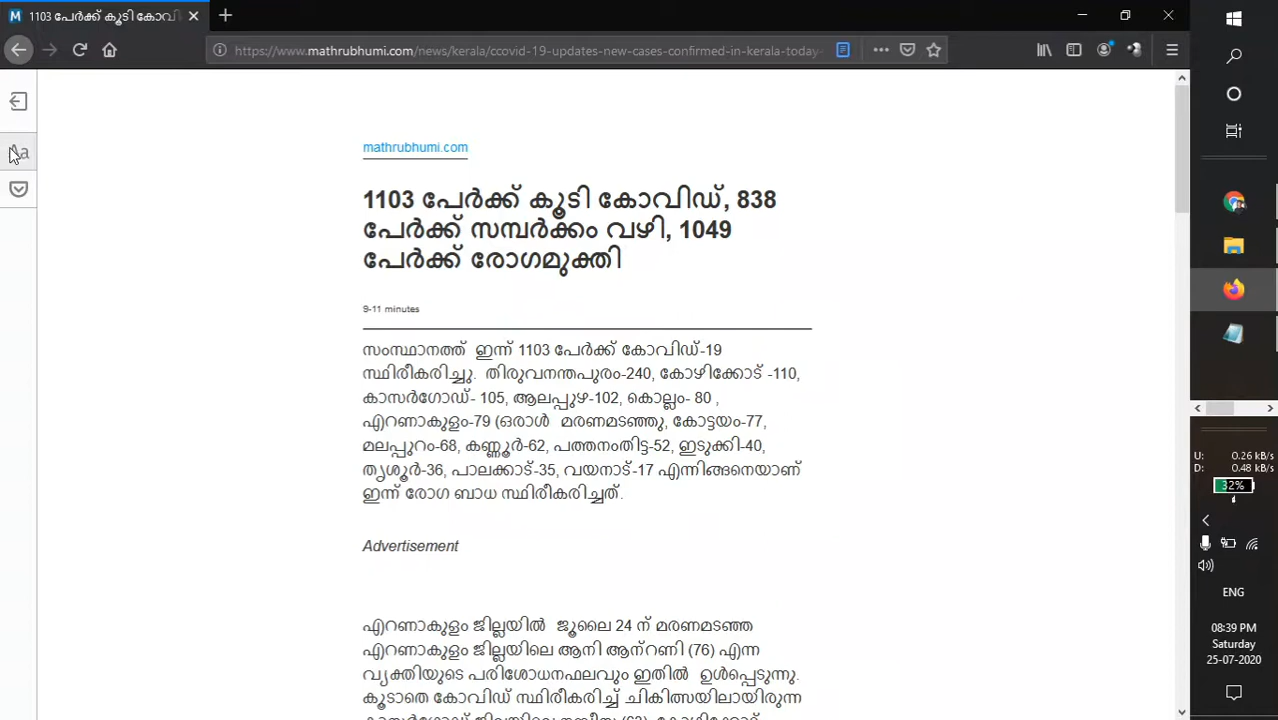 1103 പേർക്ക് കൂടി കോവി
https://www.mathrubhumi.com/news/kerala/ccovid-19-updates-new-cases-confirmed-in-kerala-today-
Aa
mathrubhumi.com
1103 പേർക്ക് കൂടി കോവിഡ്, 838
പേർക്ക് സമ്പർക്കം വഴി, 1049
പേർക്ക് രോഗമുക്തി
9-11 minutes
സംസ്ഥാനത്ത് ഇന്ന് 1103 പേർക്ക് കോവിഡ്-19
സ്ഥിരീകരിച്ചു. തിരുവനന്തപുരം-240, കോഴിക്കോട് -110,
കാസർഗോഡ്- 105, ആലപ്പുഴ-102, കൊല്ലം- 80 ,
എറണാകുളം-79 (ഒരാൾ മരണമടഞ്ഞു, കോട്ടയം-77,
മലപ്പുറം-68, കണ്ണൂർ-62, പത്തനംതിട്ട-52, ഇടുക്കി-40,
തൃശൂർ-36, പാലക്കാട്-35, വയനാട്-17 എന്നിങ്ങനെയാണ്
ഇന്ന് രോഗ ബാധ സ്ഥിരീകരിച്ചത്.
Advertisement
എറണാകുളം ജില്ലയിൽ ജൂലൈ 24 ന് മരണമടഞ്ഞ
എറണാകുളം ജില്ലയിലെ ആനി ആന്റണി (76) എന്ന
വ്യക്തിയുടെ പരിശോധനഫലവും ഇതിൽ ഉൾപ്പെടുന്നു.
കൂടാതെ കോവിഡ് സ്ഥിരീകരിച്ച് ചികിത്സയിലായിരുന്ന
U: 0.26 kB/s
D: 0.48 kB/s
32%
ENG
08:39 PM
Saturday
25-07-2020